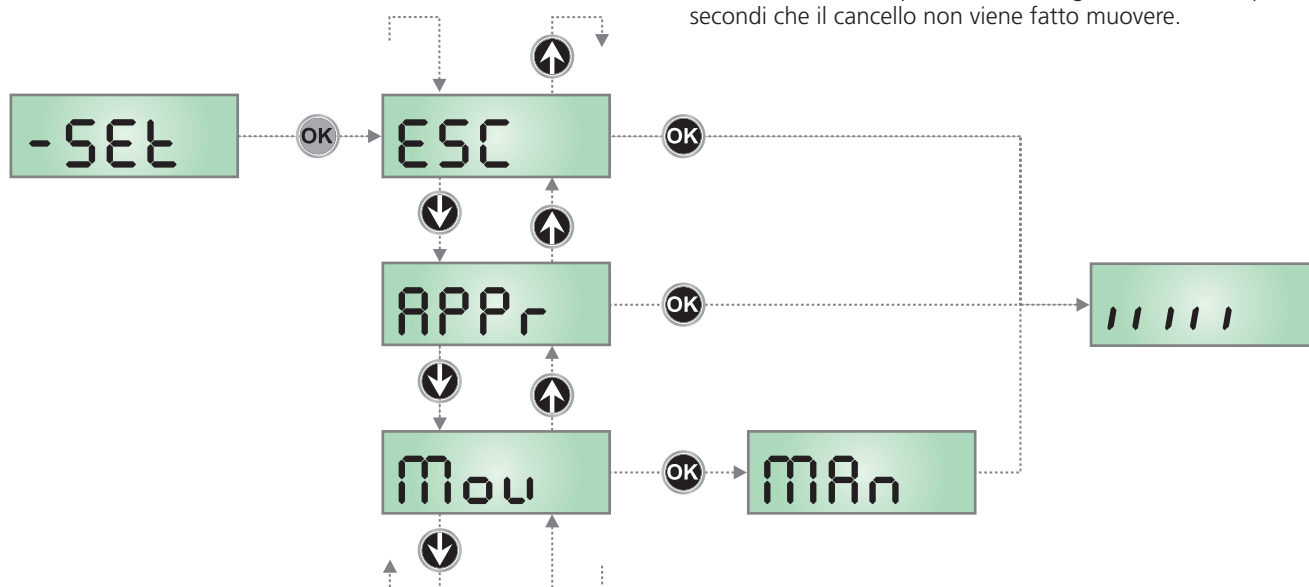 secondi che il cancello non viene fatto muovere.
-SEt OK ESC OK
APPr OK
Mov OK MAn